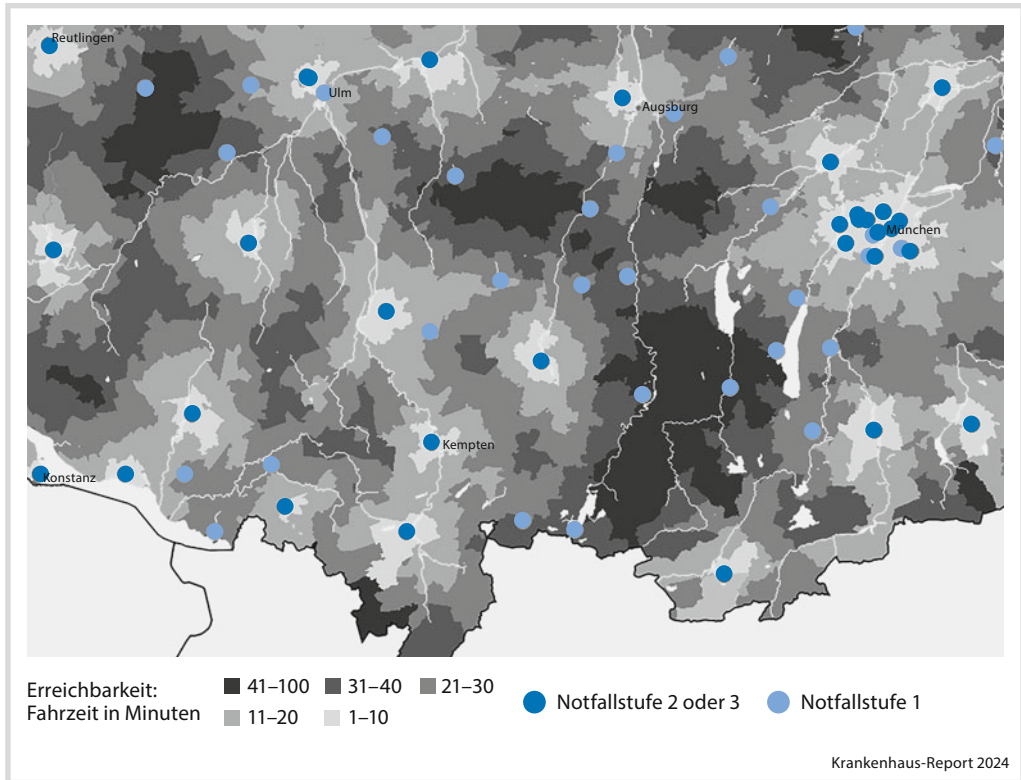 Reutlingen
Ulm
Augsburg
München
Kempten
Konstanz
Erreichbarkeit:
Fahrzeit in Minuten
41–100 31–40 21–30
11–20 1–10
Notfallstufe 2 oder 3 Notfallstufe 1
Krankenhaus-Report 2024